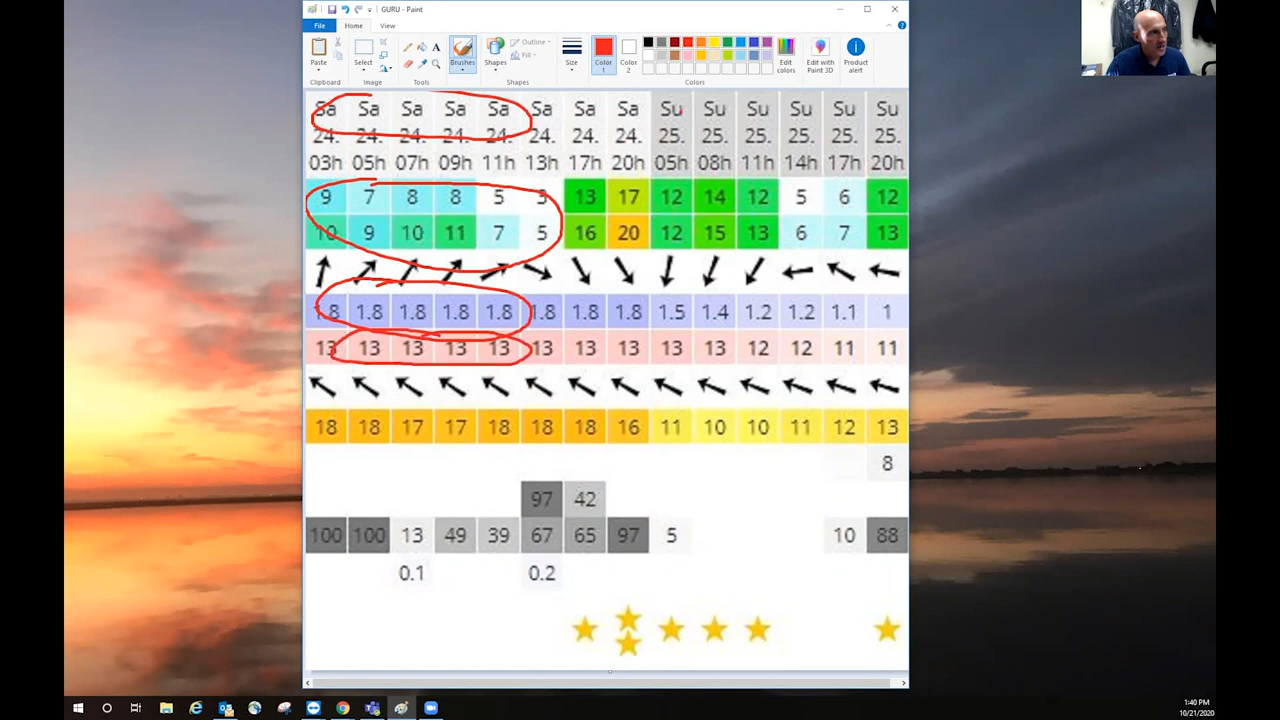 GURU - Paint
File Home View
Paste Select Brushes Shapes Outline Fill Size Color 1 Color 2 Edit colors Edit with Paint 3D Product alert
Clipboard Image Tools Shapes Colors
Sa Sa Sa Sa Sa Sa Sa Sa Su Su Su Su Su Su
24. 24. 24. 24. 24. 24. 24. 24. 25. 25. 25. 25. 25. 25.
03h 05h 07h 09h 11h 13h 17h 20h 05h 08h 11h 14h 17h 20h
9 7 8 8 5 3 13 17 12 14 12 5 6 12
10 9 10 11 7 5 16 20 12 15 13 6 7 13
1.8 1.8 1.8 1.8 1.8 1.8 1.8 1.8 1.5 1.4 1.2 1.2 1.1 1
13 13 13 13 13 13 13 13 13 13 12 12 11 11
18 18 17 17 18 18 18 16 11 10 10 11 12 13
8
97 42
100 100 13 49 39 67 65 97 5 10 88
0.1 0.2
1:40 PM
10/21/2020